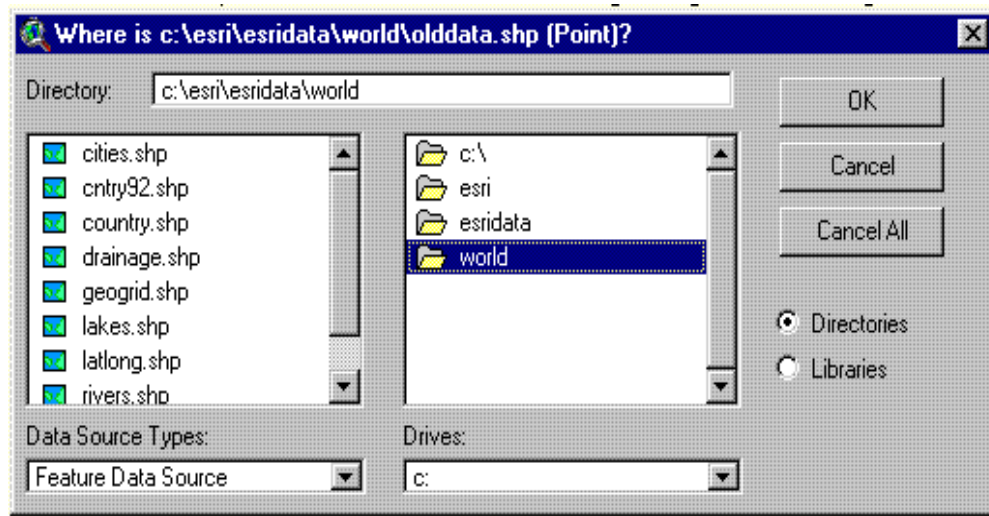 Where is c:\esri\esridata\world\olddata.shp (Point)?
Directory: c:\esri\esridata\world
OK
Cancel
Cancel All
cities.shp
cntry92.shp
country.shp
drainage.shp
geogrid.shp
lakes.shp
latlong.shp
rivers.shp
c:\
esri
esridata
world
Directories
Libraries
Data Source Types:
Feature Data Source
Drives:
c: